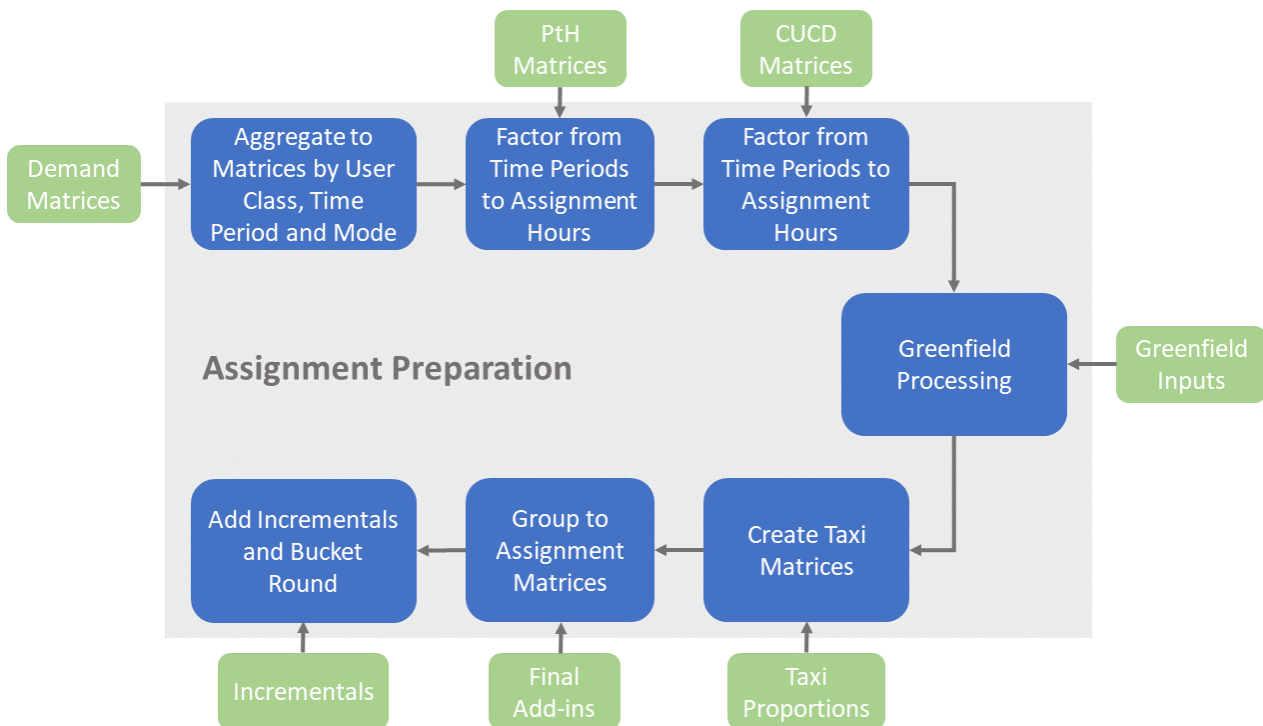 PtH
Matrices
CUCD
Matrices
Demand
Matrices
Aggregate to
Matrices by User
Class, Time
Period and Mode
Factor from
Time Periods
to Assignment
Hours
Factor from
Time Periods to
Assignment
Hours
Assignment Preparation
Greenfield
Processing
Greenfield
Inputs
Add Incrementals
and Bucket
Round
Group to
Assignment
Matrices
Create Taxi
Matrices
Incrementals
Final
Add-ins
Taxi
Proportions